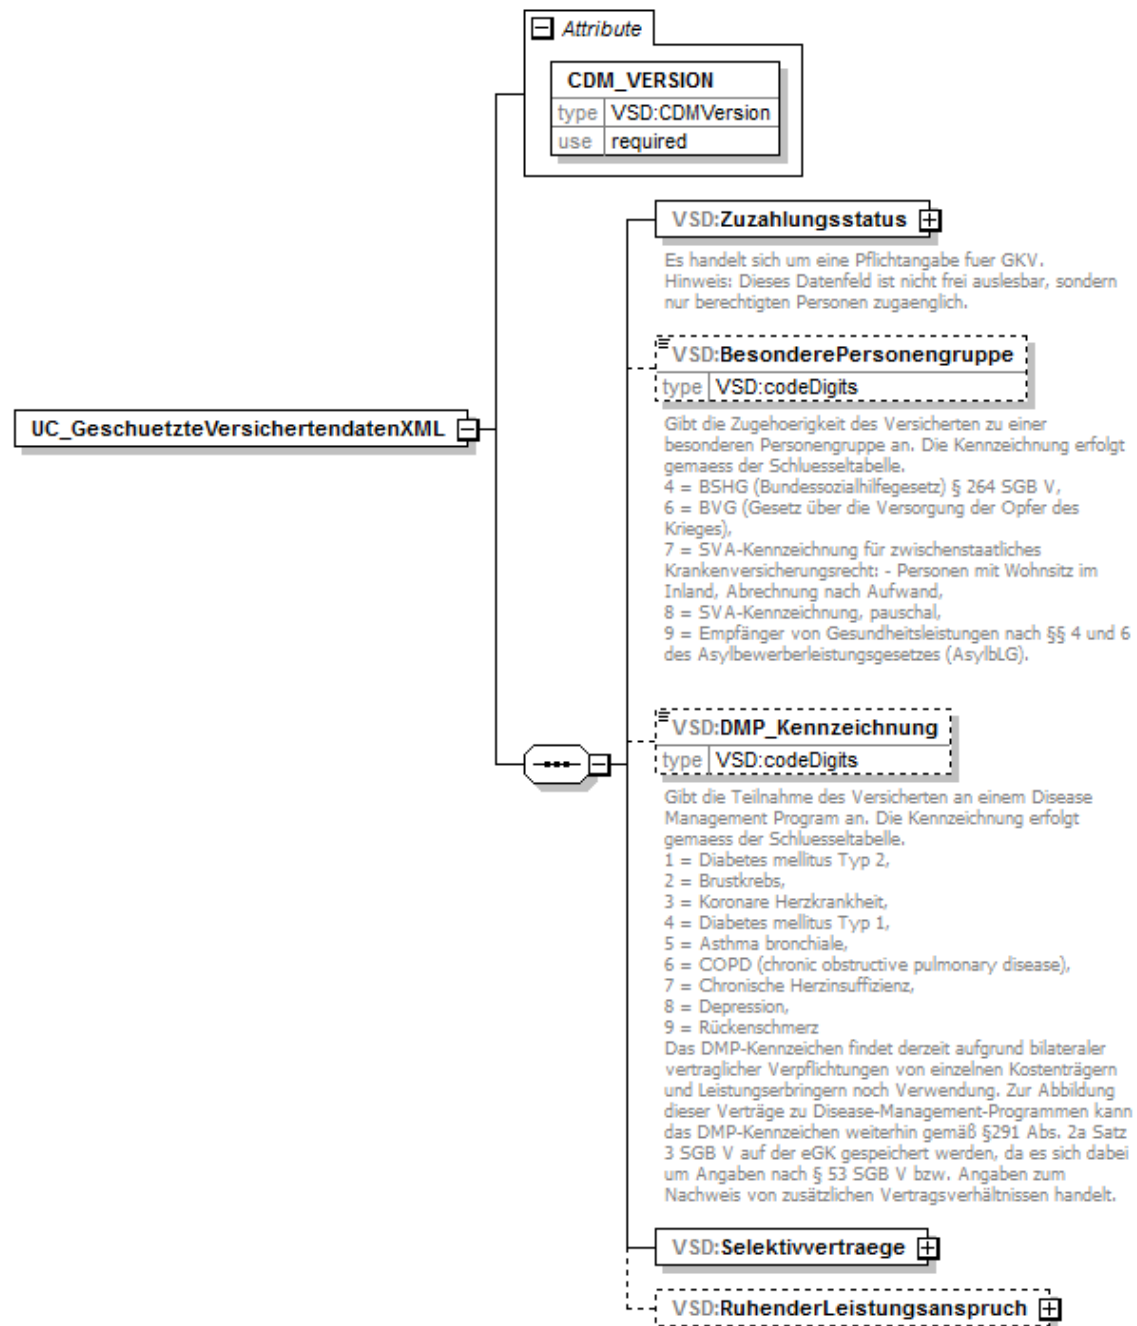 Attribute
CDM_VERSION
type VSD:CDMVersion
use required
VSD:Zuzahlungsstatus
Es handelt sich um eine Pflichtangabe fuer GKV.
Hinweis: Dieses Datenfeld ist nicht frei auslesbar, sondern
nur berechtigten Personen zugaenglich.
VSD:BesonderePersonengruppe
type VSD:codeDigits
UC_GeschuetzteVersichertendatenXML
Gibt die Zugehoerigkeit des Versicherten zu einer
besonderen Personengruppe an. Die Kennzeichnung erfolgt
gemaess der Schluesseltabelle.
4 = BSHG (Bundessozialhilfegesetz) § 264 SGB V,
6 = BVG (Gesetz über die Versorgung der Opfer des
Krieges),
7 = SVA-Kennzeichnung für zwischenstaatliches
Krankenversicherungsrecht: - Personen mit Wohnsitz im
Inland, Abrechnung nach Aufwand,
8 = SVA-Kennzeichnung, pauschal,
9 = Empfänger von Gesundheitsleistungen nach §§ 4 und 6
des Asylbewerberleistungsgesetzes (AsylbLG).
VSD:DMP_Kennzeichnung
type VSD:codeDigits
Gibt die Teilnahme des Versicherten an einem Disease
Management Program an. Die Kennzeichnung erfolgt
gemaess der Schluesseltabelle.
1 = Diabetes mellitus Typ 2,
2 = Brustkrebs,
3 = Koronare Herzkrankheit,
4 = Diabetes mellitus Typ 1,
5 = Asthma bronchiale,
6 = COPD (chronic obstructive pulmonary disease),
7 = Chronische Herzinsuffizienz,
8 = Depression,
9 = Rückenschmerz
Das DMP-Kennzeichen findet derzeit aufgrund bilateraler
vertraglicher Verpflichtungen von einzelnen Kostenträgern
und Leistungserbringern noch Verwendung. Zur Abbildung
dieser Verträge zu Disease-Management-Programmen kann
das DMP-Kennzeichen weiterhin gemäß §291 Abs. 2a Satz
3 SGB V auf der eGK gespeichert werden, da es sich dabei
um Angaben nach § 53 SGB V bzw. Angaben zum
Nachweis von zusätzlichen Vertragsverhältnissen handelt.
VSD:Selektivvertraege
VSD:RuhenderLeistungsanspruch